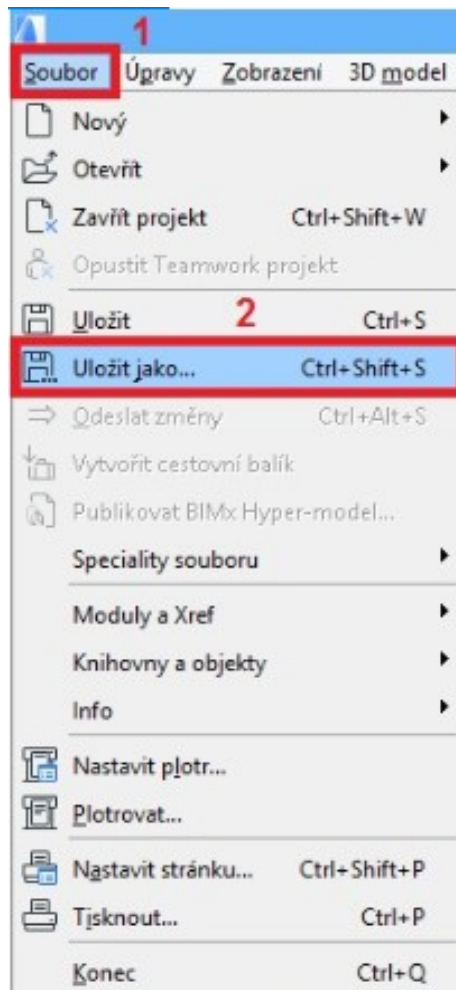 1
Soubor Úpravy Zobrazení 3D model
Nový
Otevřít
Zavřít projekt Ctrl+Shift+W
Opustit Teamwork projekt
Uložit 2 Ctrl+S
Uložit jako... Ctrl+Shift+S
Odeslat změny Ctrl+Alt+S
Vytvořit cestovní balík
Publikovat BIMx Hyper-model...
Speciality souboru
Moduly a Xref
Knihovny a objekty
Info
Nastavit plotr...
Plotrovat...
Nastavit stránku... Ctrl+Shift+P
Tisknout... Ctrl+P
Konec Ctrl+Q